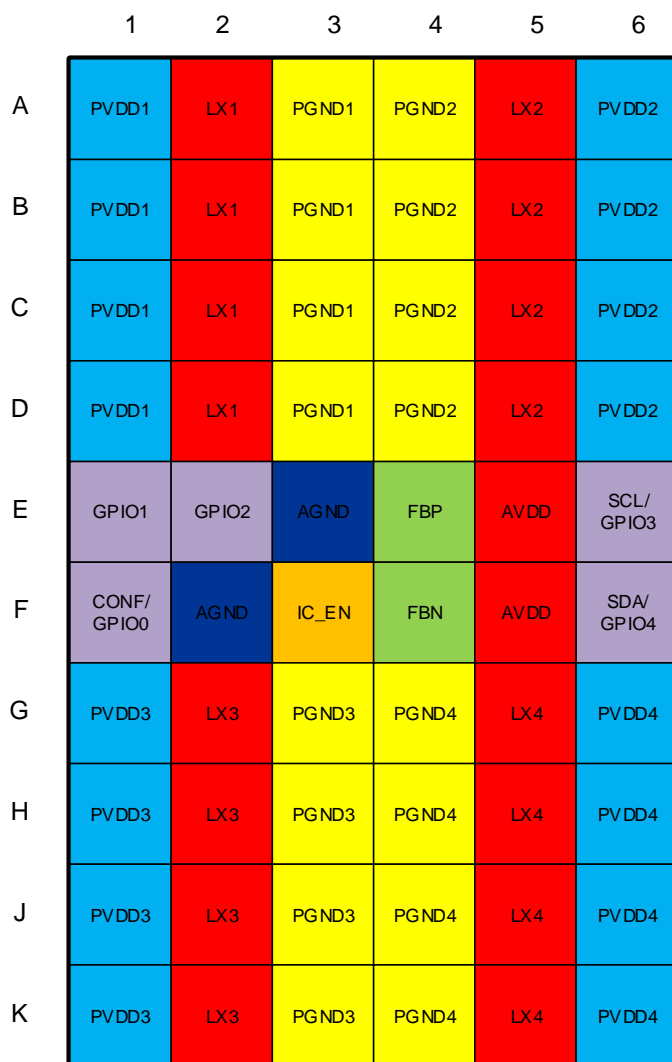 1 2 3 4 5 6
A PVDD1 LX1 PGND1 PGND2 LX2 PVDD2
B PVDD1 LX1 PGND1 PGND2 LX2 PVDD2
C PVDD1 LX1 PGND1 PGND2 LX2 PVDD2
D PVDD1 LX1 PGND1 PGND2 LX2 PVDD2
E GPIO1 GPIO2 AGND FBP AVDD SCL/
GPIO3
F CONF/
GPIO0 AGND IC_EN FBN AVDD SDA/
GPIO4
G PVDD3 LX3 PGND3 PGND4 LX4 PVDD4
H PVDD3 LX3 PGND3 PGND4 LX4 PVDD4
J PVDD3 LX3 PGND3 PGND4 LX4 PVDD4
K PVDD3 LX3 PGND3 PGND4 LX4 PVDD4